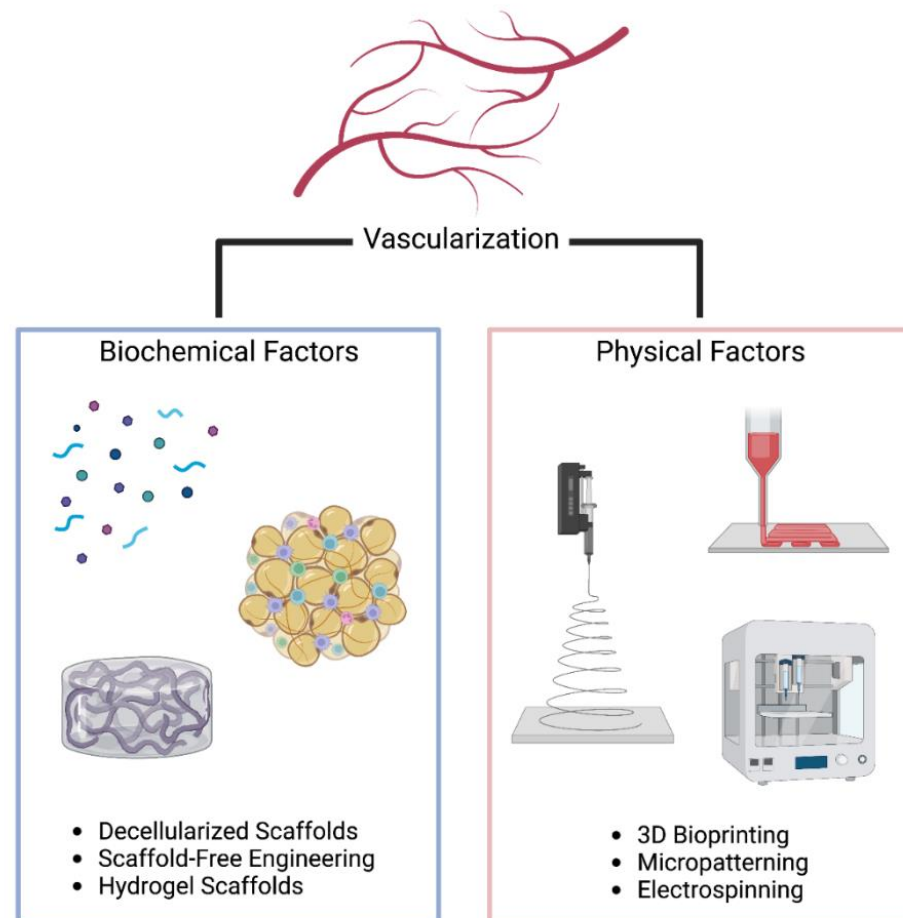 Vascularization
Biochemical Factors
Physical Factors
• Decellularized Scaffolds
• Scaffold-Free Engineering
• Hydrogel Scaffolds
• 3D Bioprinting
• Micropatterning
• Electrospinning